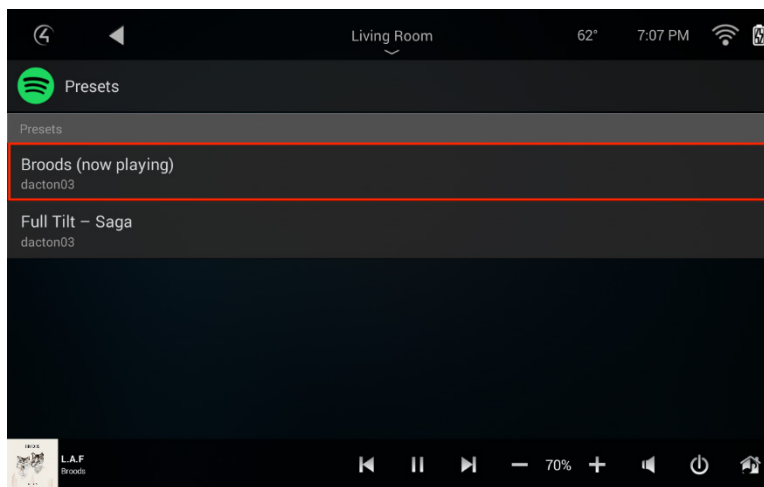 Living Room
62°
7:07 PM
Presets
Presets
Broods (now playing)
dacton03
Full Tilt – Saga
dacton03
L.A.F
Broods
70%